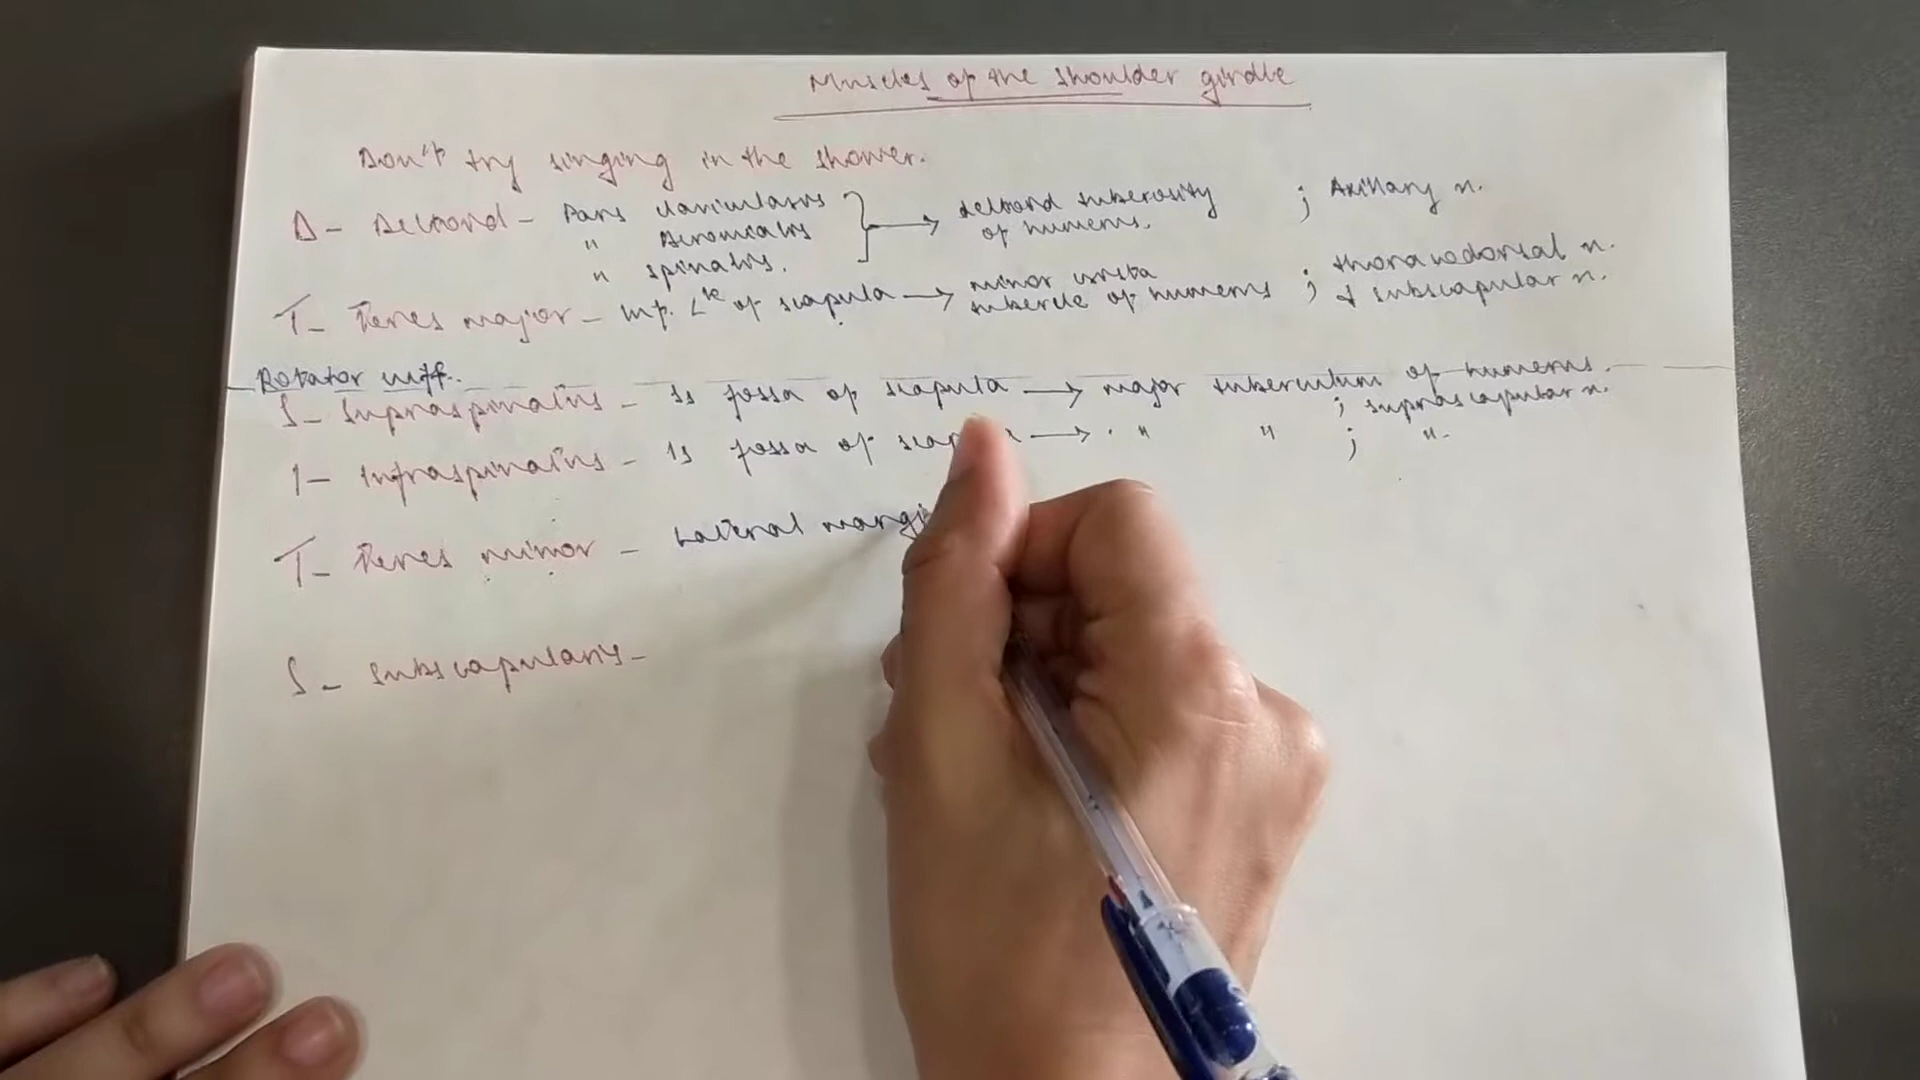 Muscles of the shoulder girdle
Don't try singing in the shower.
D - Deltoid - Pars clavicularis } → deltoid tuberosity of humerus. ; Axillary n.
" Acromialis
" spinalis.
T - Teres major - inf. ∠le of scapula → minor crista tubercle of humerus ; thoracodorsal n. & subscapular n.
Rotator cuff.
S - Supraspinatus - ss fossa of scapula → major tuberculum of humerus. ; suprascapular n.
I - Infraspinatus - Is fossa of → " " ; "
T - Teres minor - Lateral
S - Subscapularis -